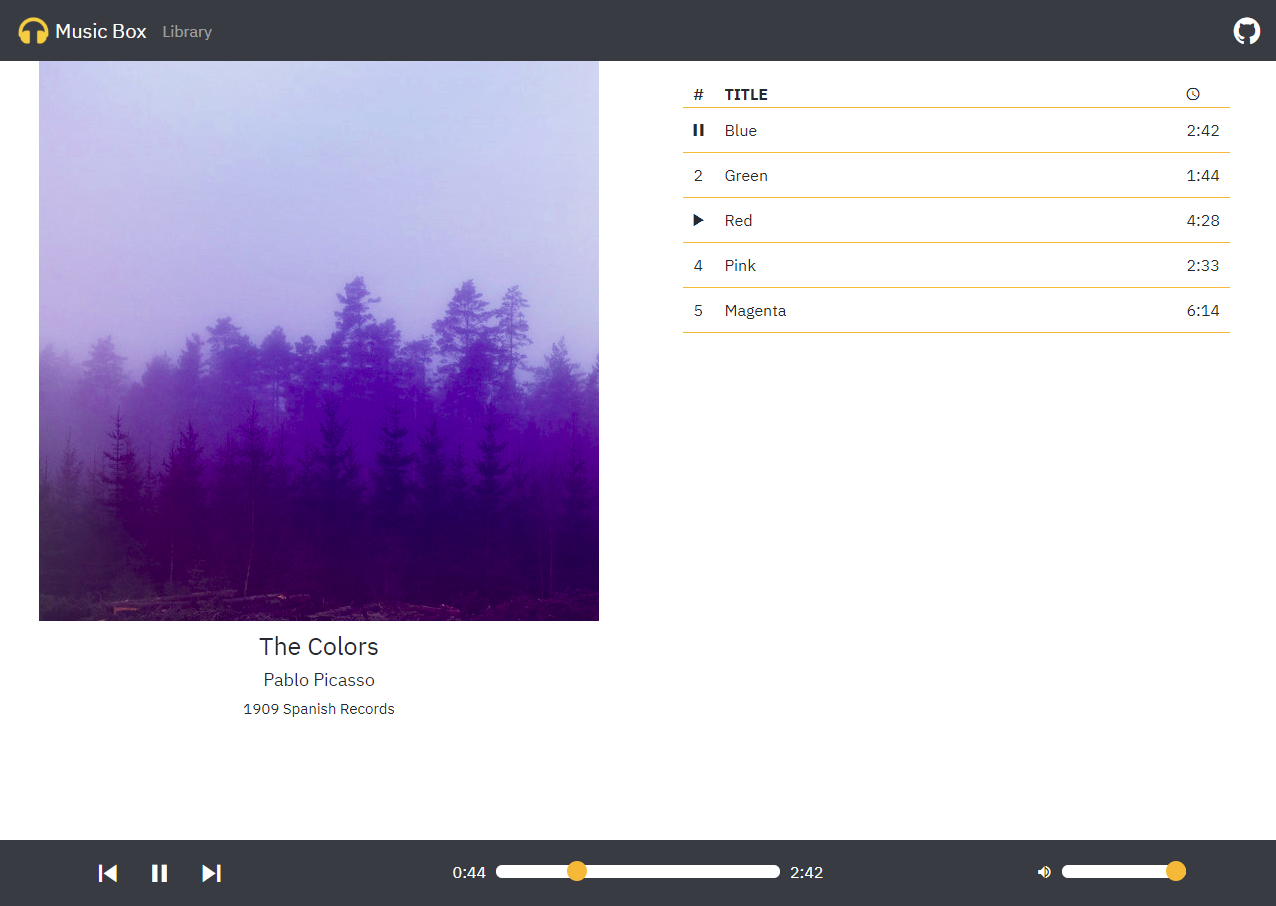 Music Box Library
# TITLE
Blue 2:42
2 Green 1:44
Red 4:28
4 Pink 2:33
5 Magenta 6:14
The Colors
Pablo Picasso
1909 Spanish Records
0:44 2:42